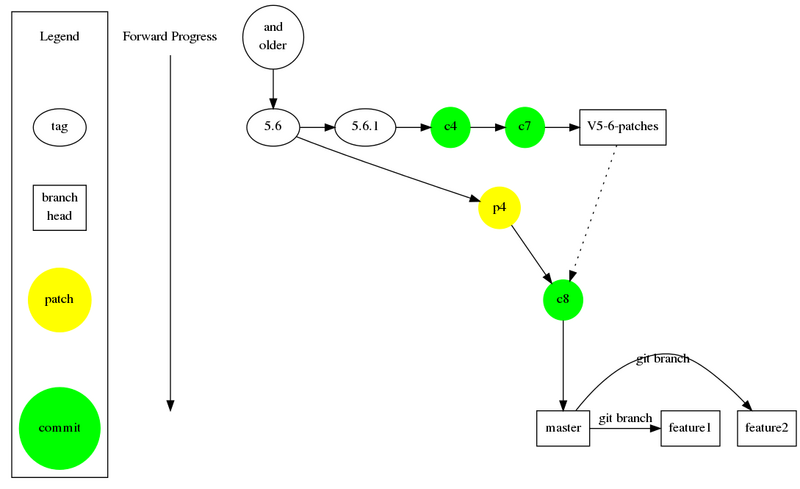 Legend
Forward Progress
and
older
tag
5.6
5.6.1
c4
c7
V5-6-patches
branch
head
p4
patch
c8
git branch
commit
master
git branch
feature1
feature2